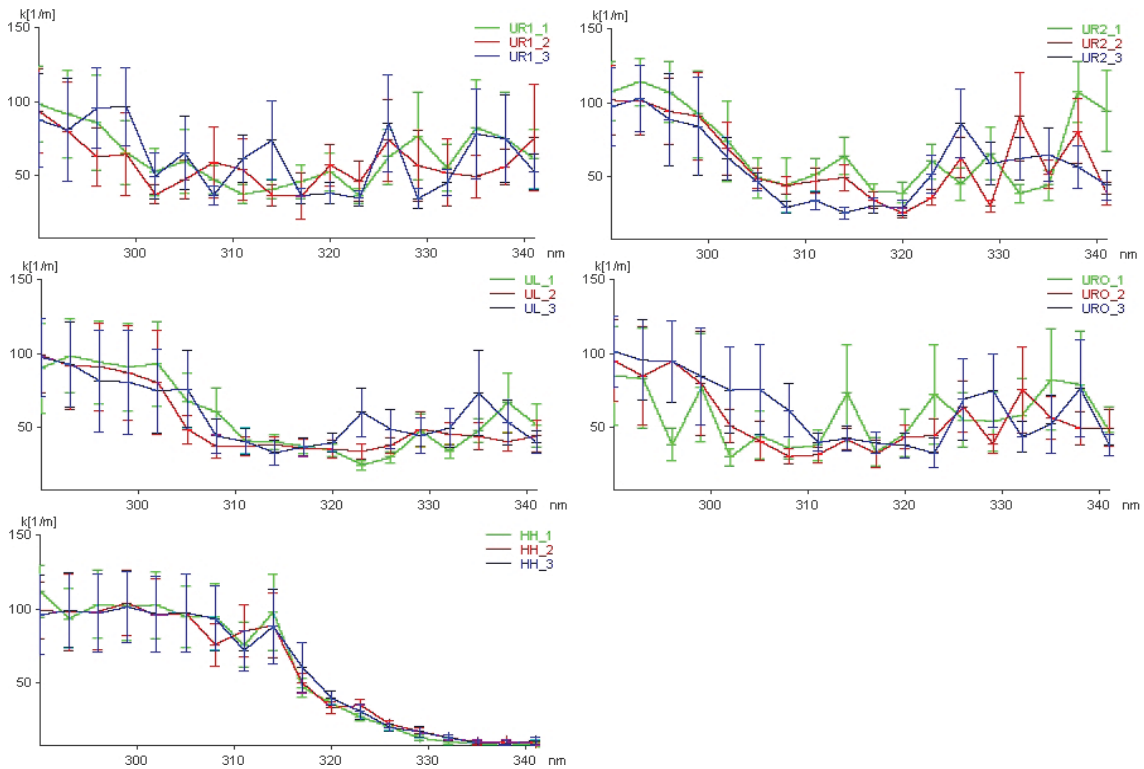 k[1/m]
150
UR1_1
UR1_2
UR1_3
100
50
300 310 320 330 340 nm
k[1/m]
150
UR2_1
UR2_2
UR2_3
100
50
300 310 320 330 340 nm
k[1/m]
150
UL_1
UL_2
UL_3
100
50
300 310 320 330 340 nm
k[1/m]
150
URO_1
URO_2
URO_3
100
50
300 310 320 330 340 nm
k[1/m]
150
HH_1
HH_2
HH_3
100
50
300 310 320 330 340 nm